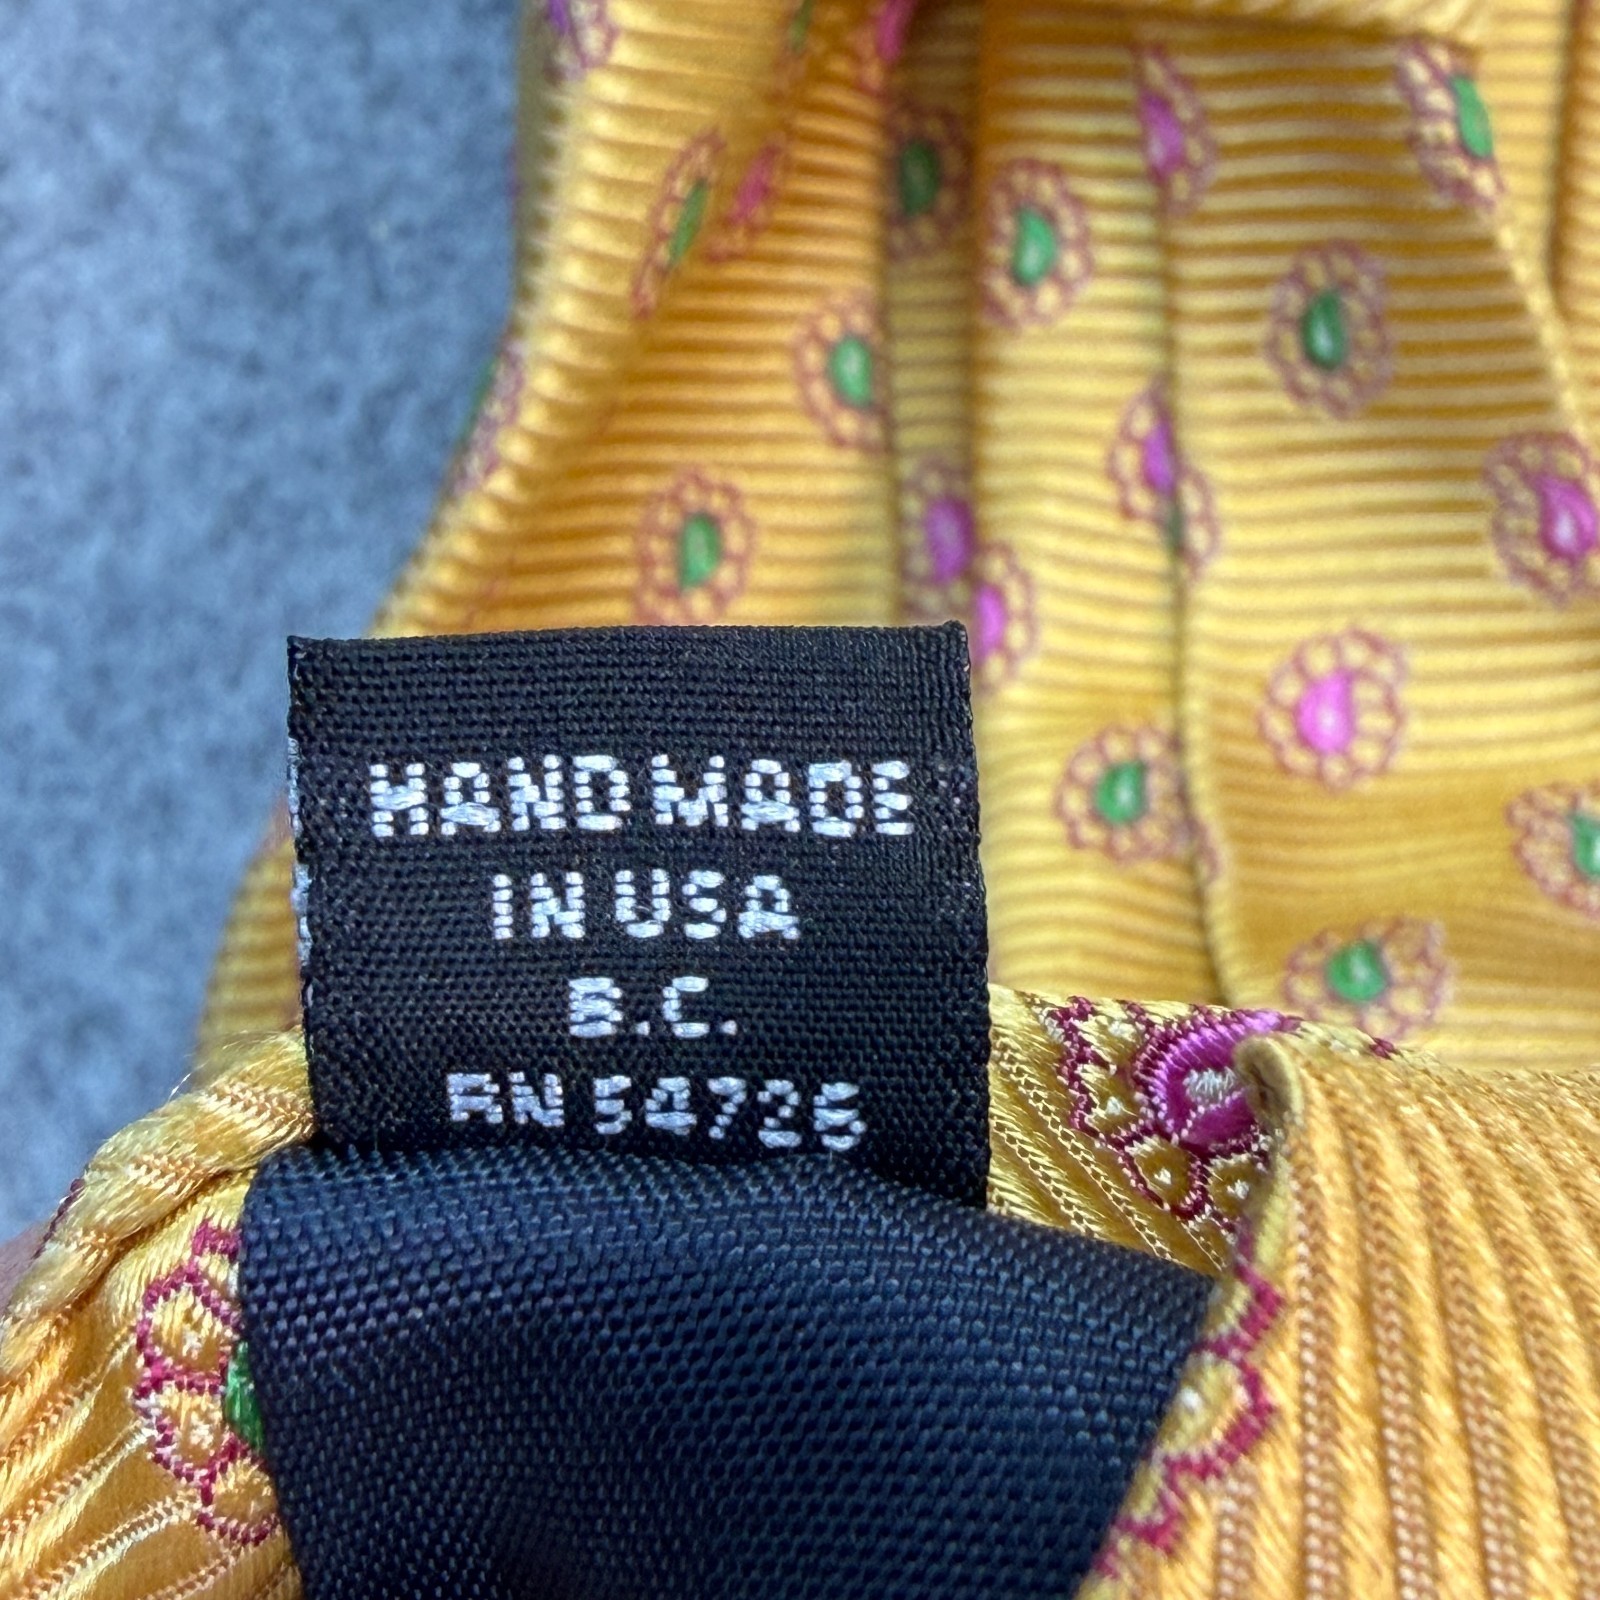 HAND MADE
IN USA
B.C.
RN 54726